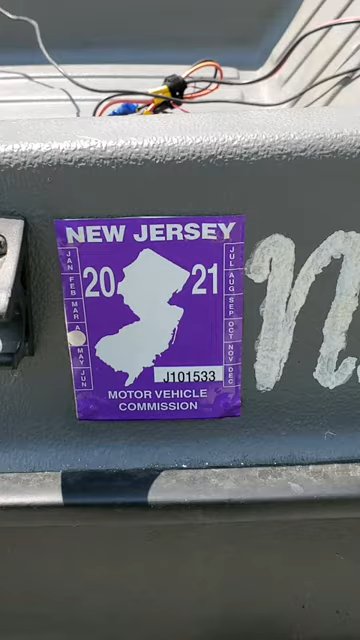 NEW JERSEY
20 21
JAN
FEB
MAR
A
MAY
JUN
JUL
AUG
SEP
OCT
NOV
DEC
J101533
MOTOR VEHICLE
COMMISSION